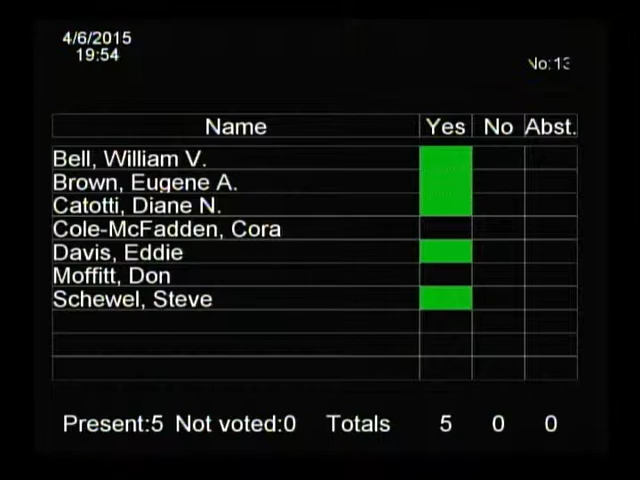 4/6/2015
19:54
No:13
Name Yes No Abst.
Bell, William V.
Brown, Eugene A.
Catotti, Diane N.
Cole-McFadden, Cora
Davis, Eddie
Moffitt, Don
Schewel, Steve
Present:5 Not voted:0 Totals 5 0 0